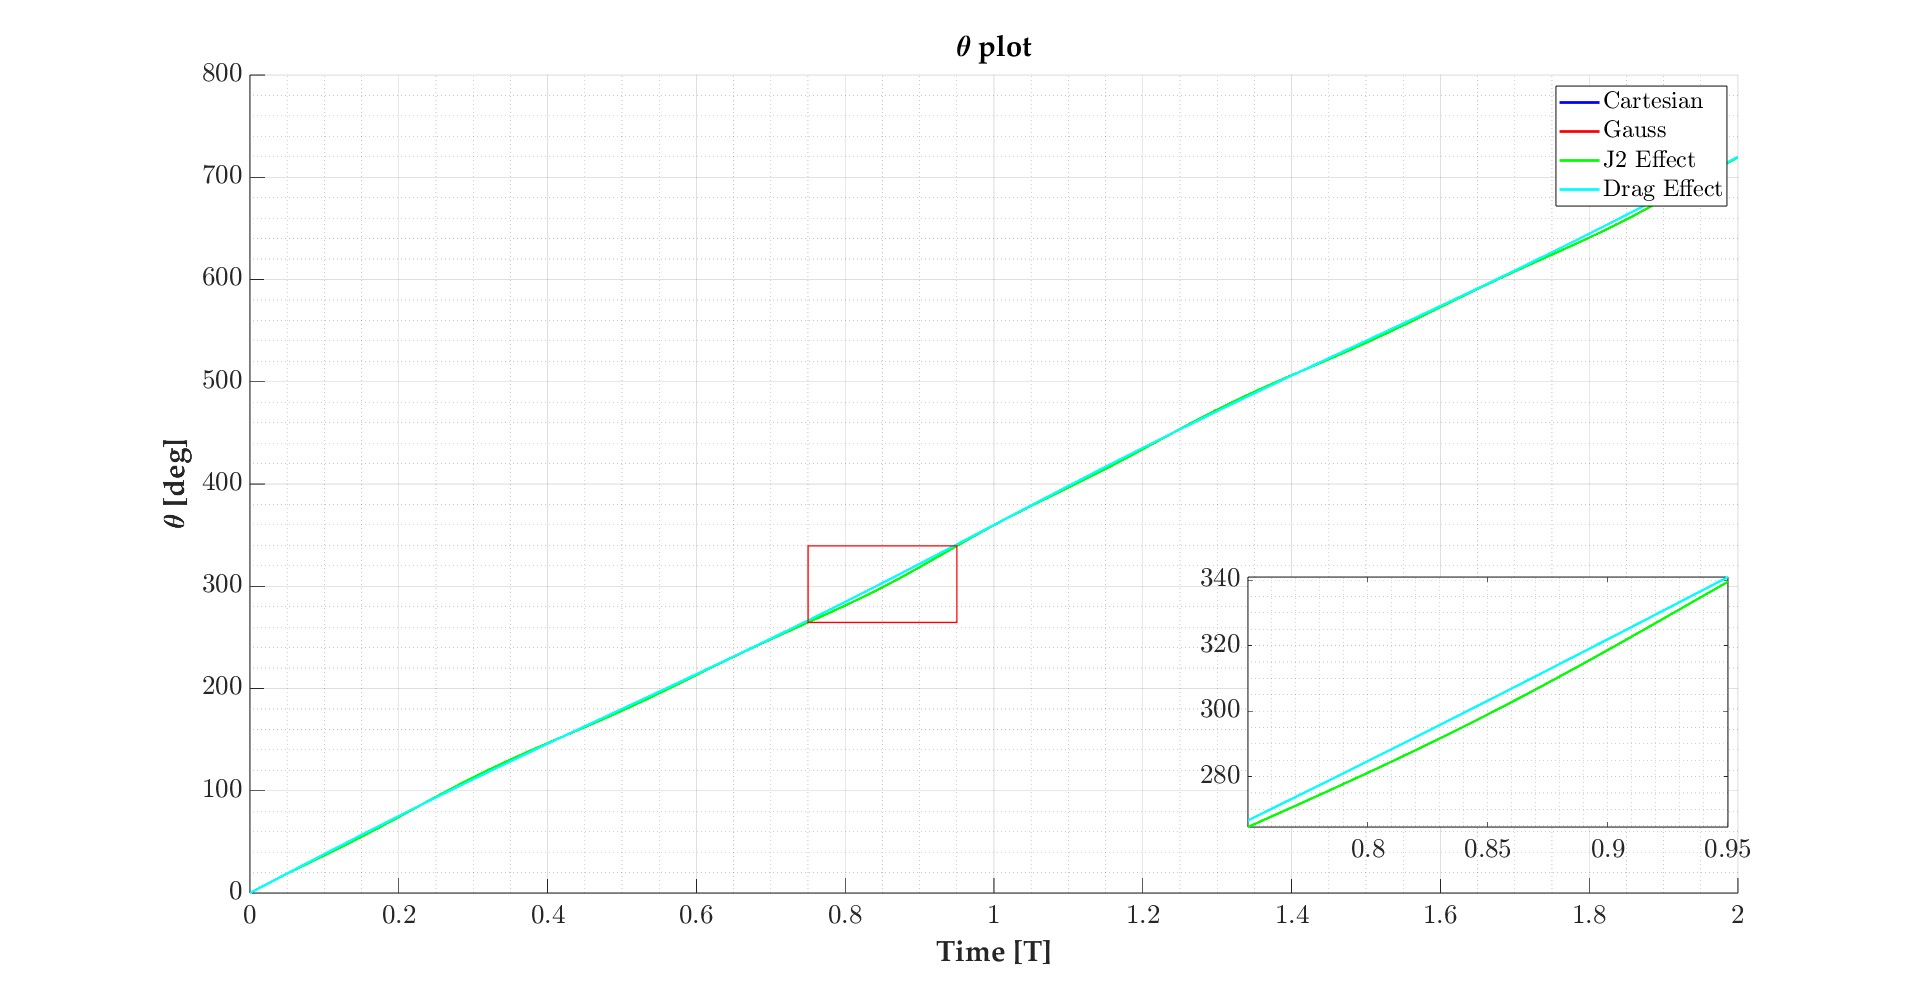 θ plot
800
700
600
500
400
300
200
100
0
θ [deg]
Cartesian
Gauss
J2 Effect
Drag Effect
340
320
300
280
0.8 0.85 0.9 0.95
0 0.2 0.4 0.6 0.8 1 1.2 1.4 1.6 1.8 2
Time [T]